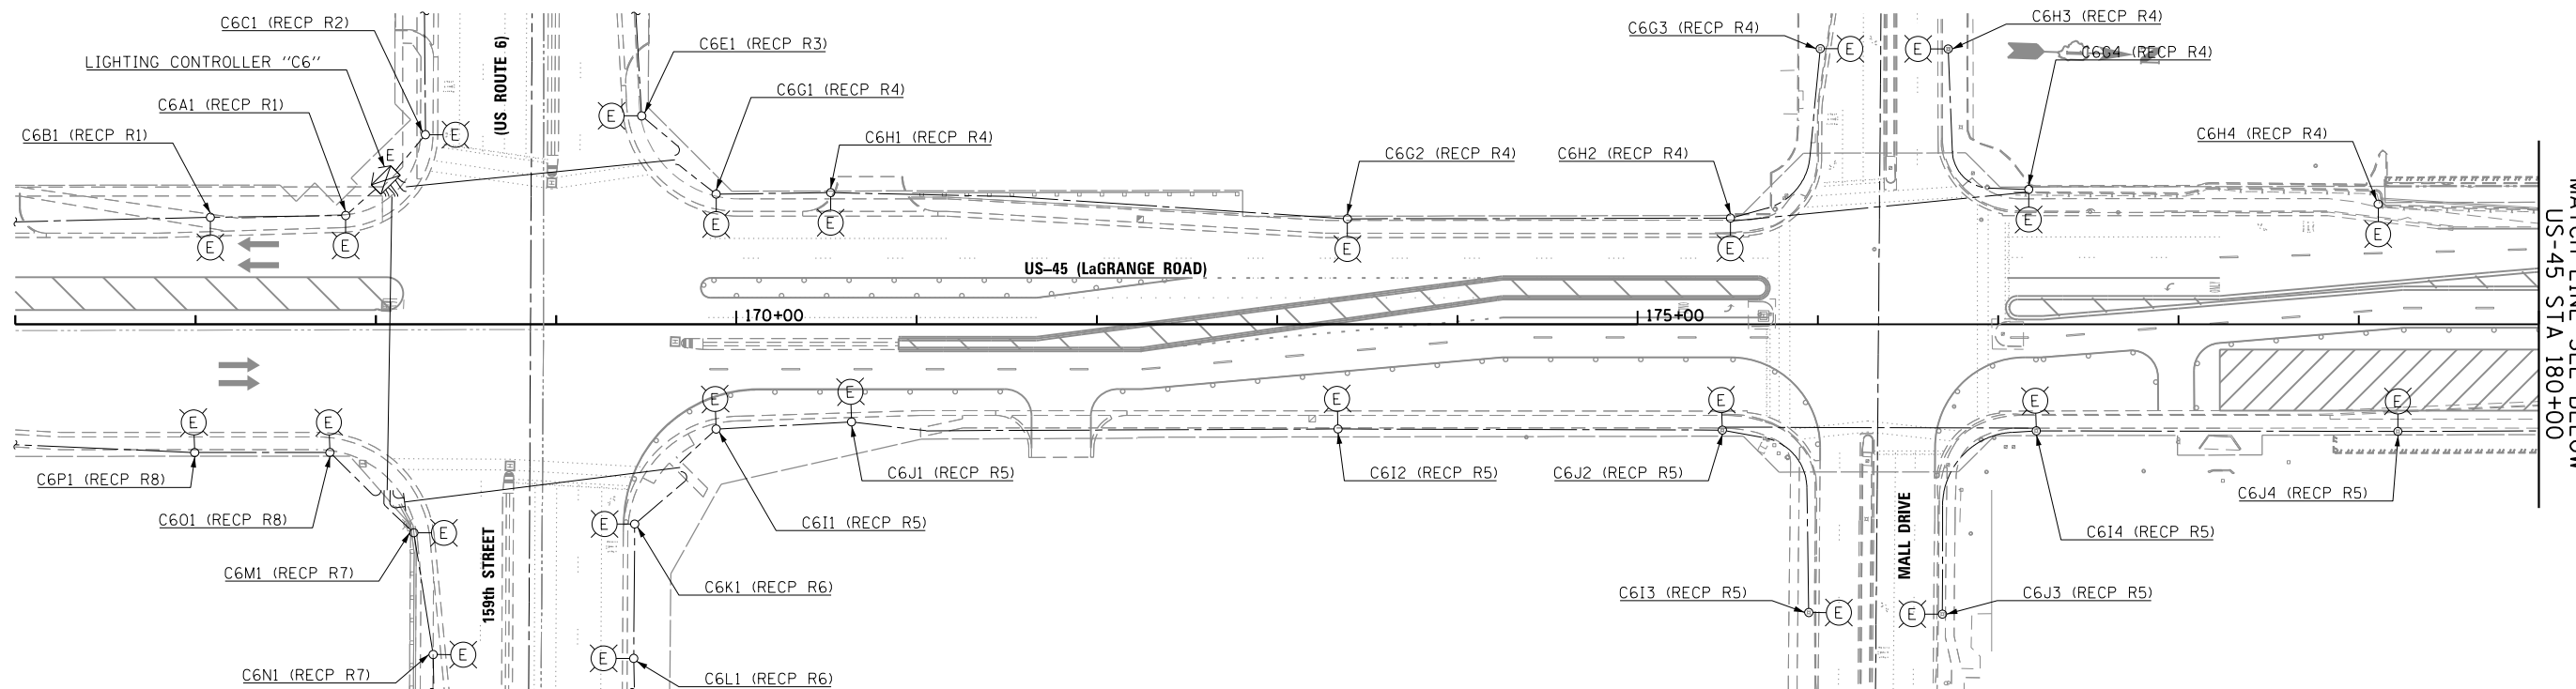 C6C1 (RECP R2)
LIGHTING CONTROLLER "C6"
C6A1 (RECP R1)
C6B1 (RECP R1)
E
(US ROUTE 6)
C6E1 (RECP R3)
C6G1 (RECP R4)
C6H1 (RECP R4)
C6G2 (RECP R4)
C6H2 (RECP R4)
C6G3 (RECP R4)
C6H3 (RECP R4)
C6G4 (RECP R4)
C6H4 (RECP R4)
E
E
E
E
E
E
E
E
E
E
E
E
E
US-45 (LaGRANGE ROAD)
170+00
175+00
MATCH LINE SEE BELOW
US-45 STA 180+00
E
E
E
E
E
E
E
E
C6P1 (RECP R8)
C6O1 (RECP R8)
C6M1 (RECP R7)
C6N1 (RECP R7)
E
E
159th STREET
E
E
C6J1 (RECP R5)
C6I1 (RECP R5)
C6K1 (RECP R6)
C6L1 (RECP R6)
C6I2 (RECP R5)
C6J2 (RECP R5)
C6I3 (RECP R5)
E
MALL DRIVE
E
C6J3 (RECP R5)
C6I4 (RECP R5)
C6J4 (RECP R5)